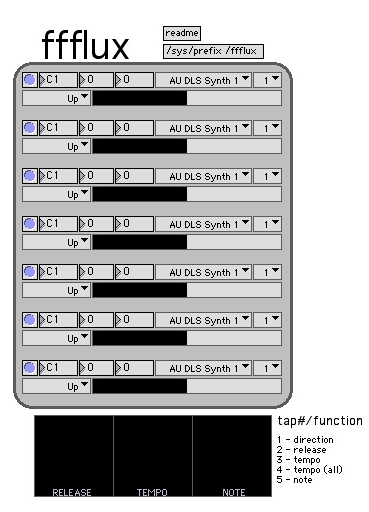 ffflux
readme
/sys/prefix /ffflux
C1 0 0 AU DLS Synth 1 1
Up
C1 0 0 AU DLS Synth 1 1
Up
C1 0 0 AU DLS Synth 1 1
Up
C1 0 0 AU DLS Synth 1 1
Up
C1 0 0 AU DLS Synth 1 1
Up
C1 0 0 AU DLS Synth 1 1
Up
C1 0 0 AU DLS Synth 1 1
Up
RELEASE TEMPO NOTE
tap#/function
1 - direction
2 - release
3 - tempo
4 - tempo (all)
5 - note